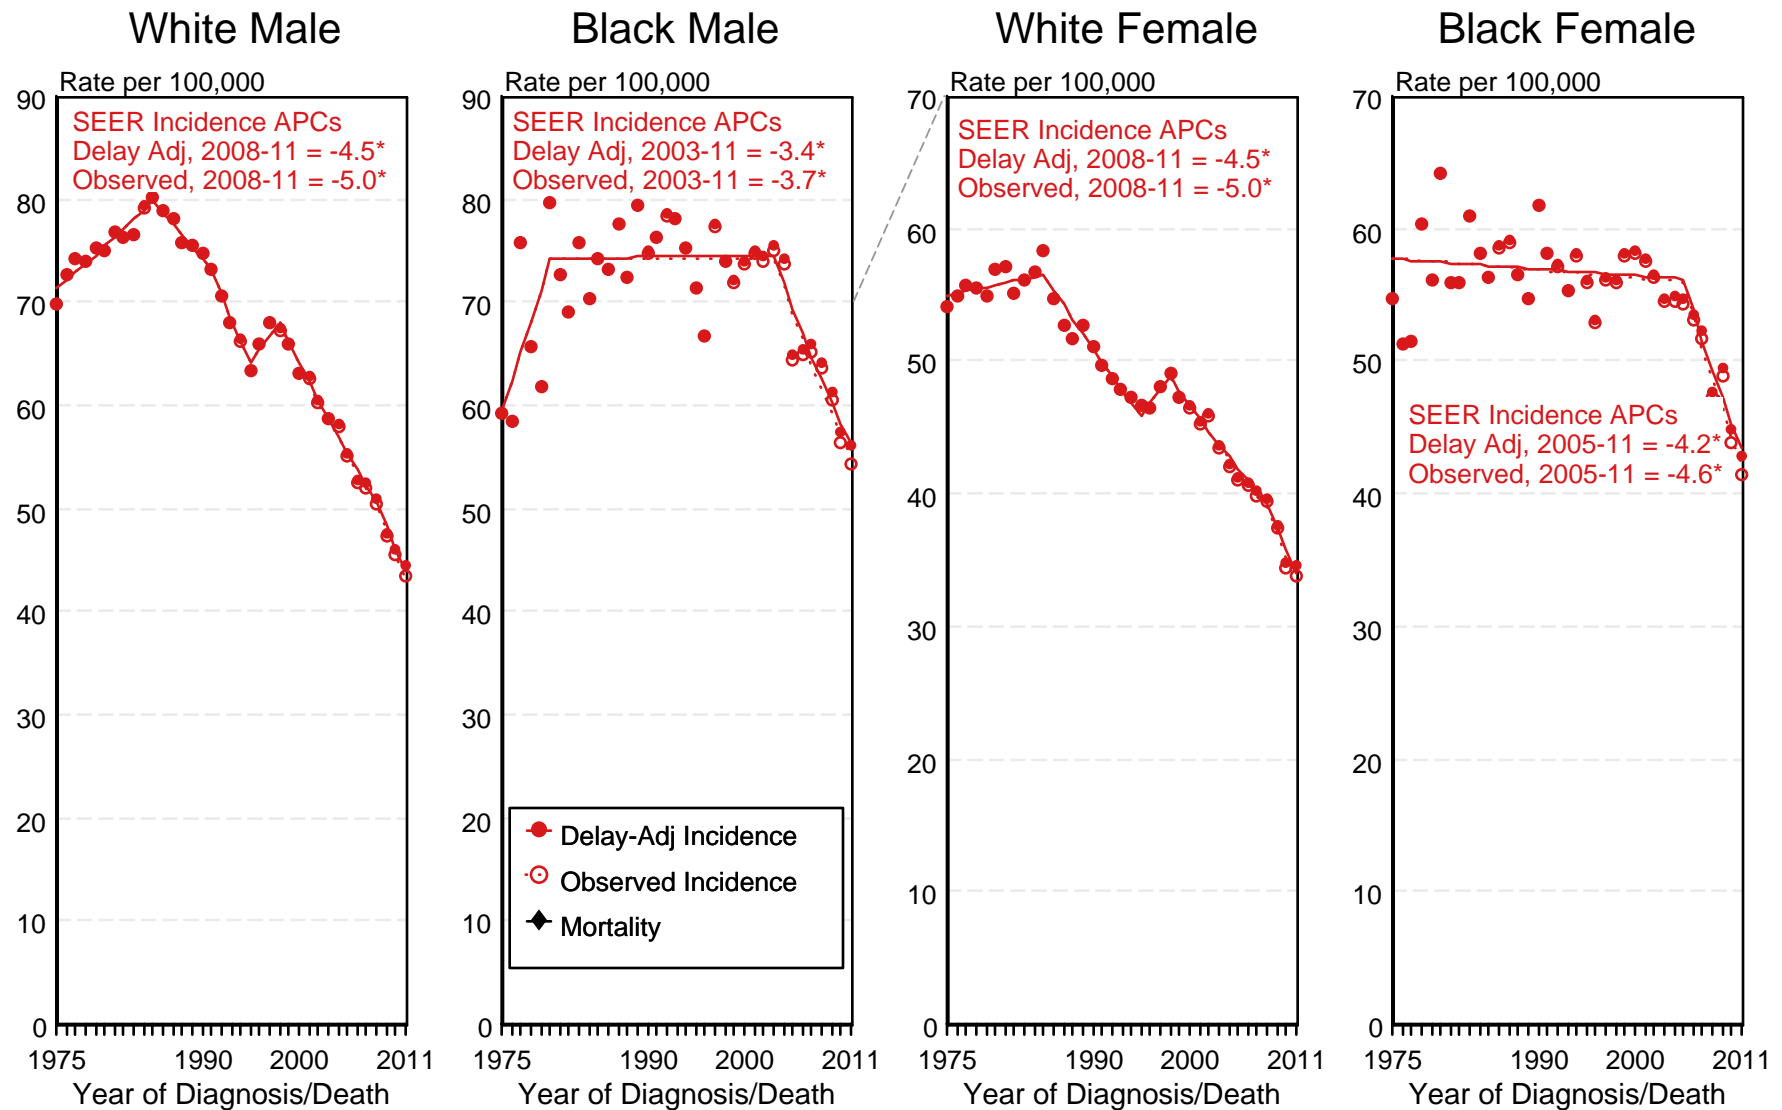 White Male
Rate per 100,000
90
80
70
60
50
40
30
20
10
0
SEER Incidence APCs
Delay Adj, 2008-11 = -4.5*
Observed, 2008-11 = -5.0*
1975 1990 2000 2011
Year of Diagnosis/Death
Black Male
Rate per 100,000
90
80
70
60
50
40
30
20
10
0
SEER Incidence APCs
Delay Adj, 2003-11 = -3.4*
Observed, 2003-11 = -3.7*
Delay-Adj Incidence
Observed Incidence
Mortality
1975 1990 2000 2011
Year of Diagnosis/Death
White Female
Rate per 100,000
70
60
50
40
30
20
10
0
SEER Incidence APCs
Delay Adj, 2008-11 = -4.5*
Observed, 2008-11 = -5.0*
1975 1990 2000 2011
Year of Diagnosis/Death
Black Female
Rate per 100,000
70
60
50
40
30
20
10
0
SEER Incidence APCs
Delay Adj, 2005-11 = -4.2*
Observed, 2005-11 = -4.6*
1975 1990 2000 2011
Year of Diagnosis/Death